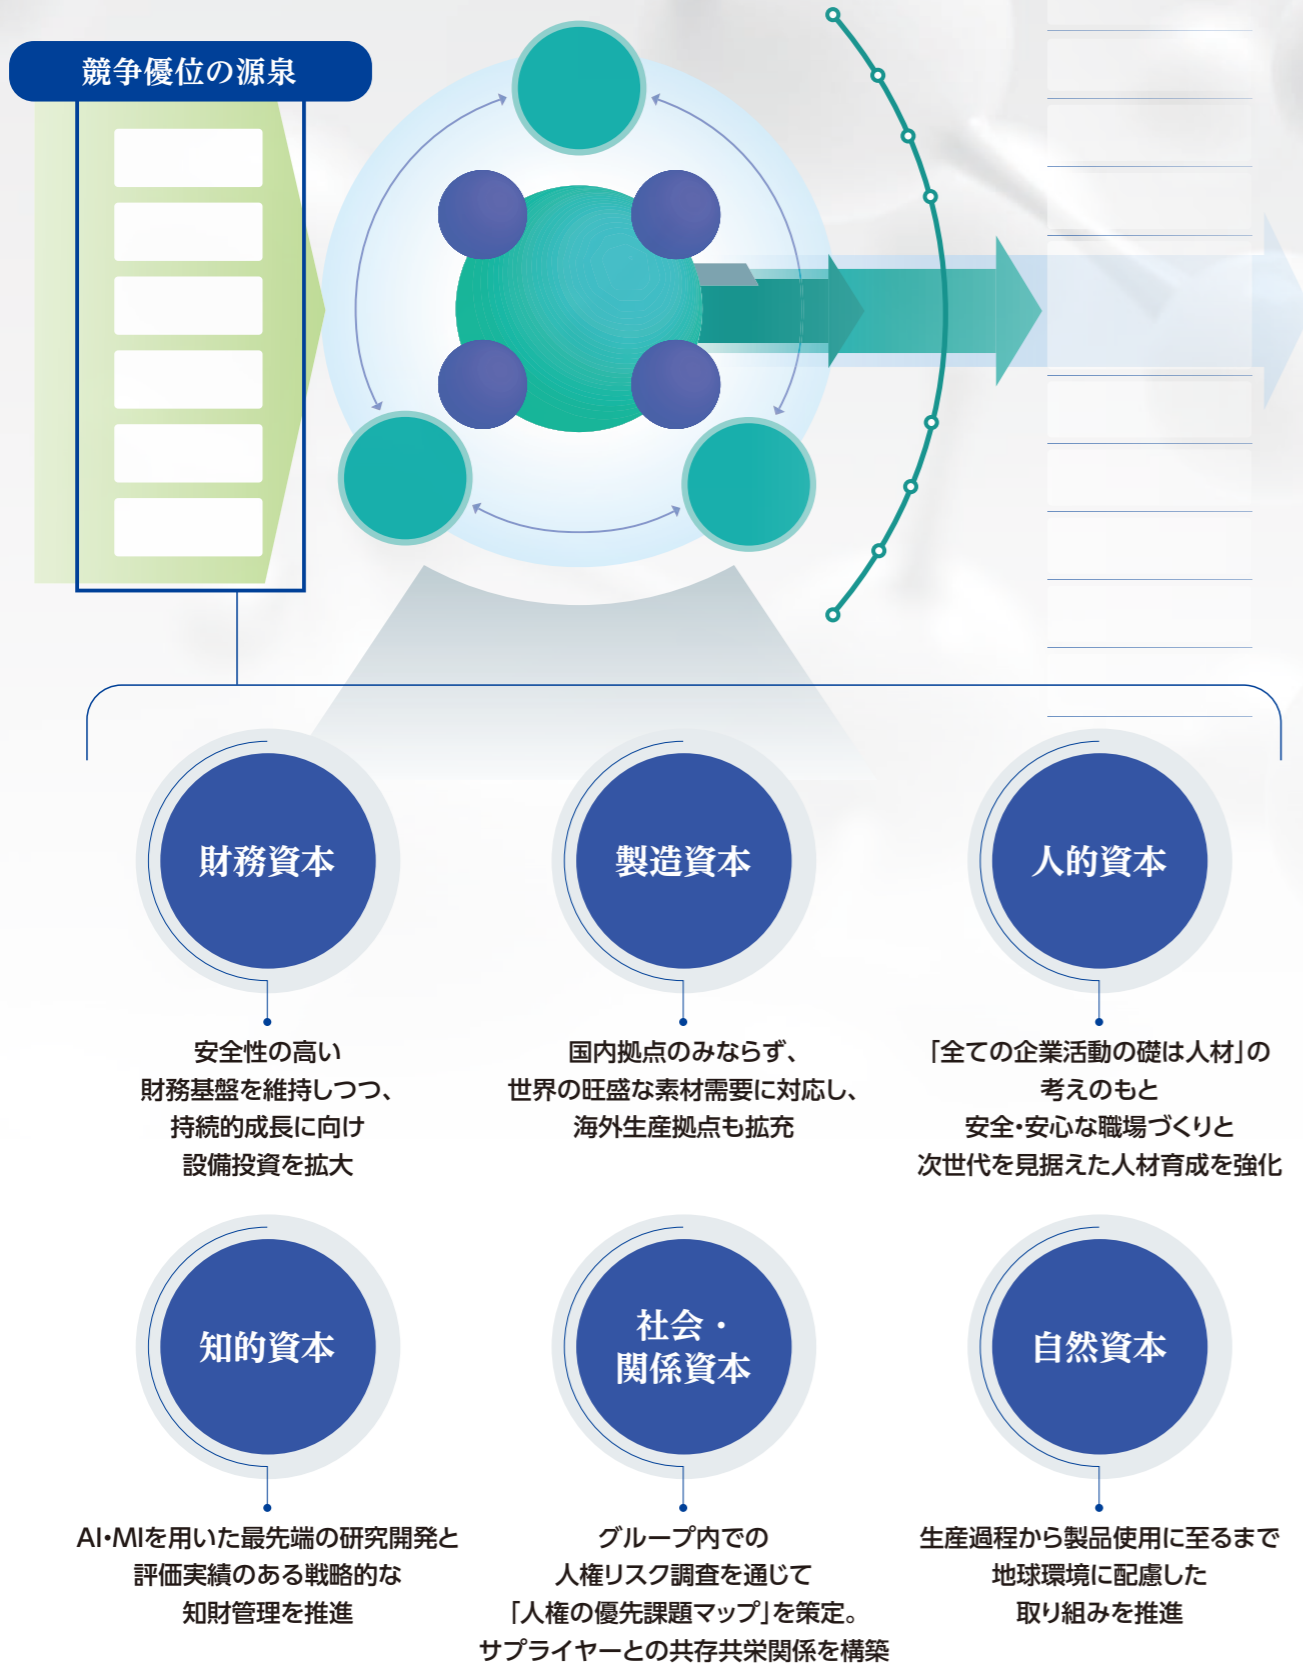 競争優位の源泉
財務資本
安全性の高い
財務基盤を維持しつつ、
持続的成長に向け
設備投資を拡大
製造資本
国内拠点のみならず、
世界の旺盛な素材需要に対応し、
海外生産拠点も拡充
人的資本
「全ての企業活動の礎は人材」の
考えのもと
安全・安心な職場づくりと
次世代を見据えた人材育成を強化
知的資本
AI・MIを用いた最先端の研究開発と
評価実績のある戦略的な
知財管理を推進
社会・
関係資本
グループ内での
人権リスク調査を通じて
「人権の優先課題マップ」を策定。
サプライヤーとの共存共栄関係を構築
自然資本
生産過程から製品使用に至るまで
地球環境に配慮した
取り組みを推進